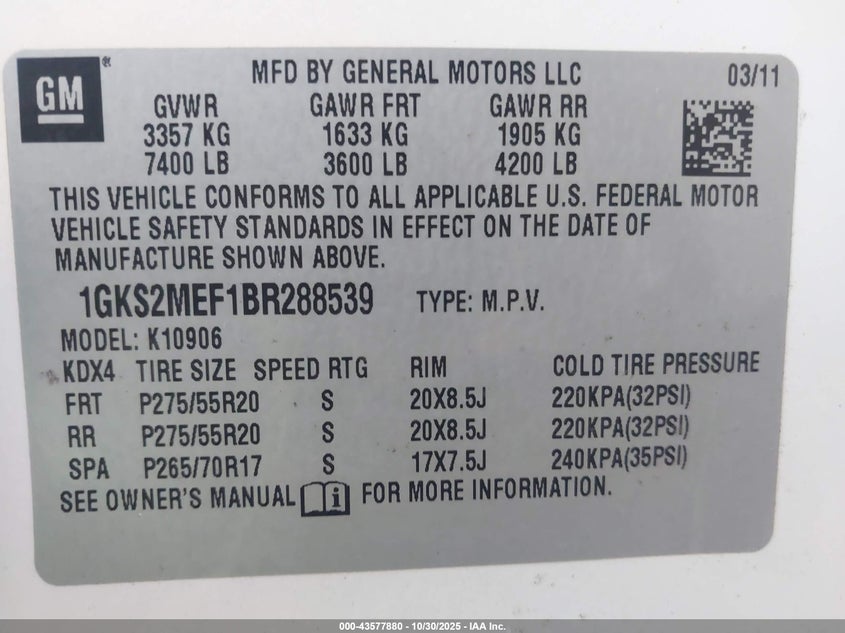 GM ®
MFD BY GENERAL MOTORS LLC 03/11
GVWR GAWR FRT GAWR RR
3357 KG 1633 KG 1905 KG
7400 LB 3600 LB 4200 LB
THIS VEHICLE CONFORMS TO ALL APPLICABLE U.S. FEDERAL MOTOR
VEHICLE SAFETY STANDARDS IN EFFECT ON THE DATE OF
MANUFACTURE SHOWN ABOVE.
1GKS2MEF1BR288539 TYPE: M.P.V.
MODEL: K10906
KDX4 TIRE SIZE SPEED RTG RIM COLD TIRE PRESSURE
FRT P275/55R20 S 20X8.5J 220KPA(32PSI)
RR P275/55R20 S 20X8.5J 220KPA(32PSI)
SPA P265/70R17 S 17X7.5J 240KPA(35PSI)
SEE OWNER'S MANUAL i FOR MORE INFORMATION.
000-43577880 - 10/30/2025 - IAA Inc.